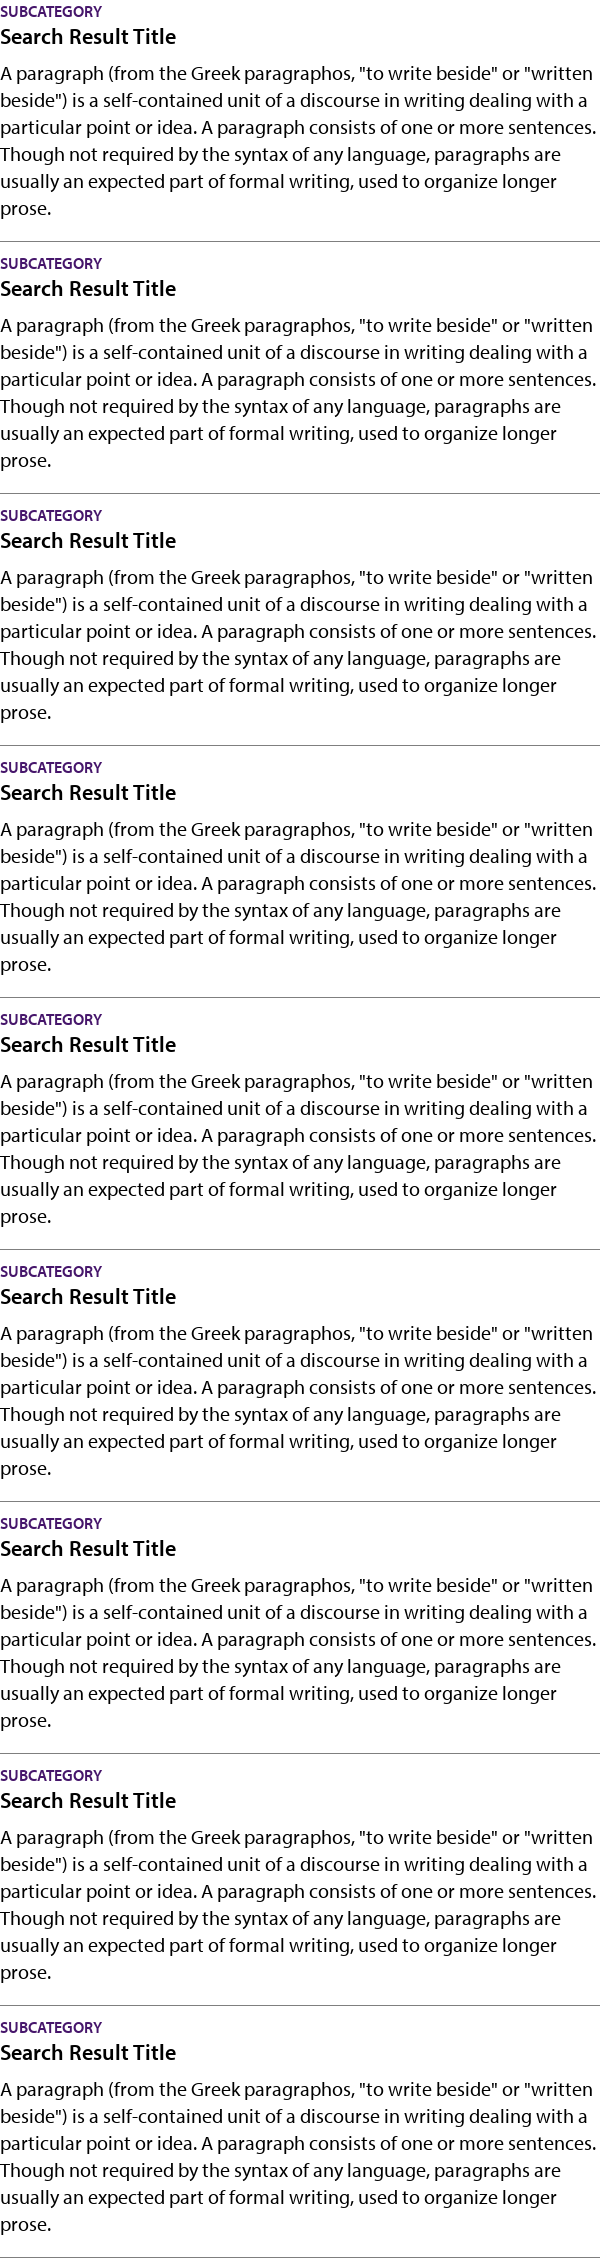 SUBCATEGORY
Search Result Title
A paragraph (from the Greek paragraphos, "to write beside" or "written
beside") is a self-contained unit of a discourse in writing dealing with a
particular point or idea. A paragraph consists of one or more sentences.
Though not required by the syntax of any language, paragraphs are
usually an expected part of formal writing, used to organize longer
prose.
SUBCATEGORY
Search Result Title
A paragraph (from the Greek paragraphos, "to write beside" or "written
beside") is a self-contained unit of a discourse in writing dealing with a
particular point or idea. A paragraph consists of one or more sentences.
Though not required by the syntax of any language, paragraphs are
usually an expected part of formal writing, used to organize longer
prose.
SUBCATEGORY
Search Result Title
A paragraph (from the Greek paragraphos, "to write beside" or "written
beside") is a self-contained unit of a discourse in writing dealing with a
particular point or idea. A paragraph consists of one or more sentences.
Though not required by the syntax of any language, paragraphs are
usually an expected part of formal writing, used to organize longer
prose.
SUBCATEGORY
Search Result Title
A paragraph (from the Greek paragraphos, "to write beside" or "written
beside") is a self-contained unit of a discourse in writing dealing with a
particular point or idea. A paragraph consists of one or more sentences.
Though not required by the syntax of any language, paragraphs are
usually an expected part of formal writing, used to organize longer
prose.
SUBCATEGORY
Search Result Title
A paragraph (from the Greek paragraphos, "to write beside" or "written
beside") is a self-contained unit of a discourse in writing dealing with a
particular point or idea. A paragraph consists of one or more sentences.
Though not required by the syntax of any language, paragraphs are
usually an expected part of formal writing, used to organize longer
prose.
SUBCATEGORY
Search Result Title
A paragraph (from the Greek paragraphos, "to write beside" or "written
beside") is a self-contained unit of a discourse in writing dealing with a
particular point or idea. A paragraph consists of one or more sentences.
Though not required by the syntax of any language, paragraphs are
usually an expected part of formal writing, used to organize longer
prose.
SUBCATEGORY
Search Result Title
A paragraph (from the Greek paragraphos, "to write beside" or "written
beside") is a self-contained unit of a discourse in writing dealing with a
particular point or idea. A paragraph consists of one or more sentences.
Though not required by the syntax of any language, paragraphs are
usually an expected part of formal writing, used to organize longer
prose.
SUBCATEGORY
Search Result Title
A paragraph (from the Greek paragraphos, "to write beside" or "written
beside") is a self-contained unit of a discourse in writing dealing with a
particular point or idea. A paragraph consists of one or more sentences.
Though not required by the syntax of any language, paragraphs are
usually an expected part of formal writing, used to organize longer
prose.
SUBCATEGORY
Search Result Title
A paragraph (from the Greek paragraphos, "to write beside" or "written
beside") is a self-contained unit of a discourse in writing dealing with a
particular point or idea. A paragraph consists of one or more sentences.
Though not required by the syntax of any language, paragraphs are
usually an expected part of formal writing, used to organize longer
prose.